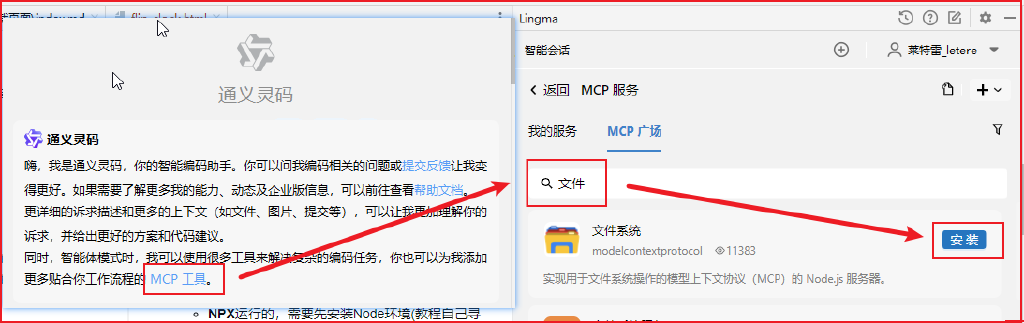 flip_clock.html
通义灵码
通义灵码
嗨，我是通义灵码，你的智能编码助手。你可以问我编码相关的问题或提交反馈让我变
得更好。如果需要了解更多我的能力、动态及企业版信息，可以前往查看帮助文档。
更详细的诉求描述和更多的上下文（如文件、图片、提交等），可以让我更加理解你的
诉求，并给出更好的方案和代码建议。
同时，智能体模式时，我可以使用很多工具来解决复杂的编码任务，你也可以为我添加
更多贴合你工作流程的 MCP 工具。
NPX运行的，需要先安装Node环境(教程自己寻
Lingma
智能会话
莱特雷_letere
返回 MCP 服务
我的服务 MCP 广场
文件
文件系统
安装
modelcontextprotocol 11383
实现用于文件系统操作的模型上下文协议（MCP）的 Node.js 服务器。